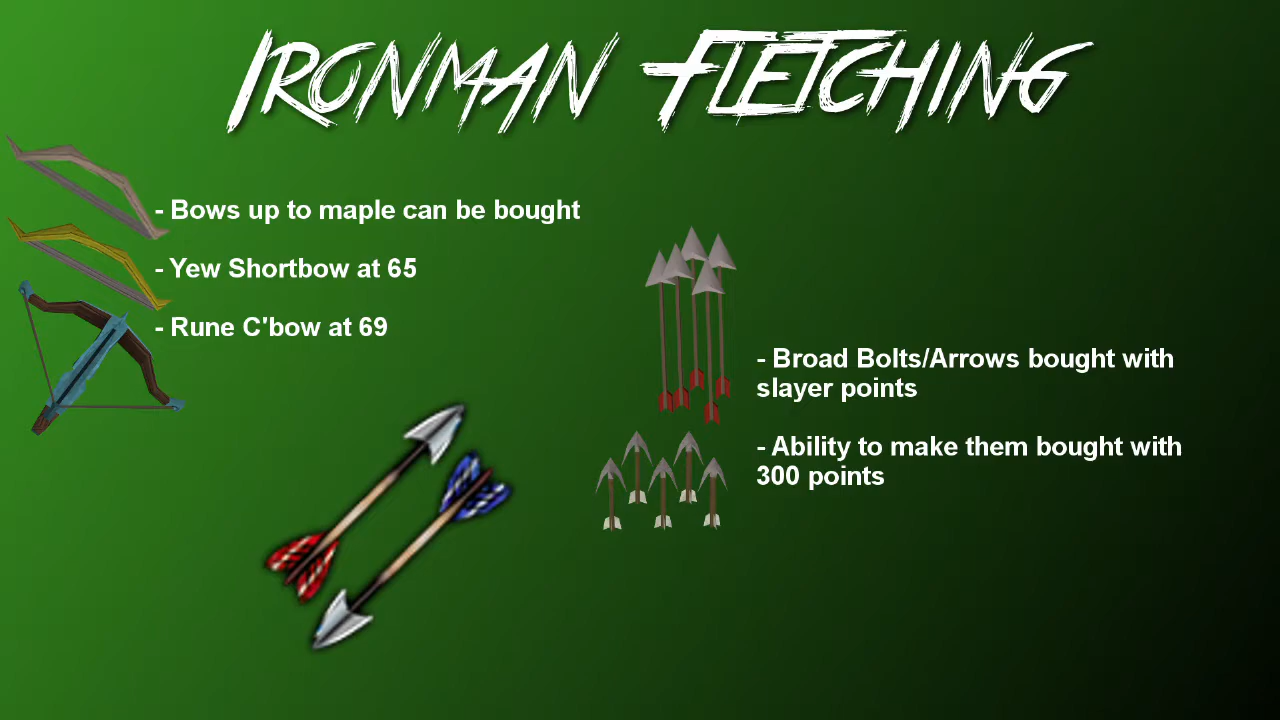 Ironman Fletching
- Bows up to maple can be bought
- Yew Shortbow at 65
- Rune C'bow at 69
- Broad Bolts/Arrows bought with
slayer points
- Ability to make them bought with
300 points